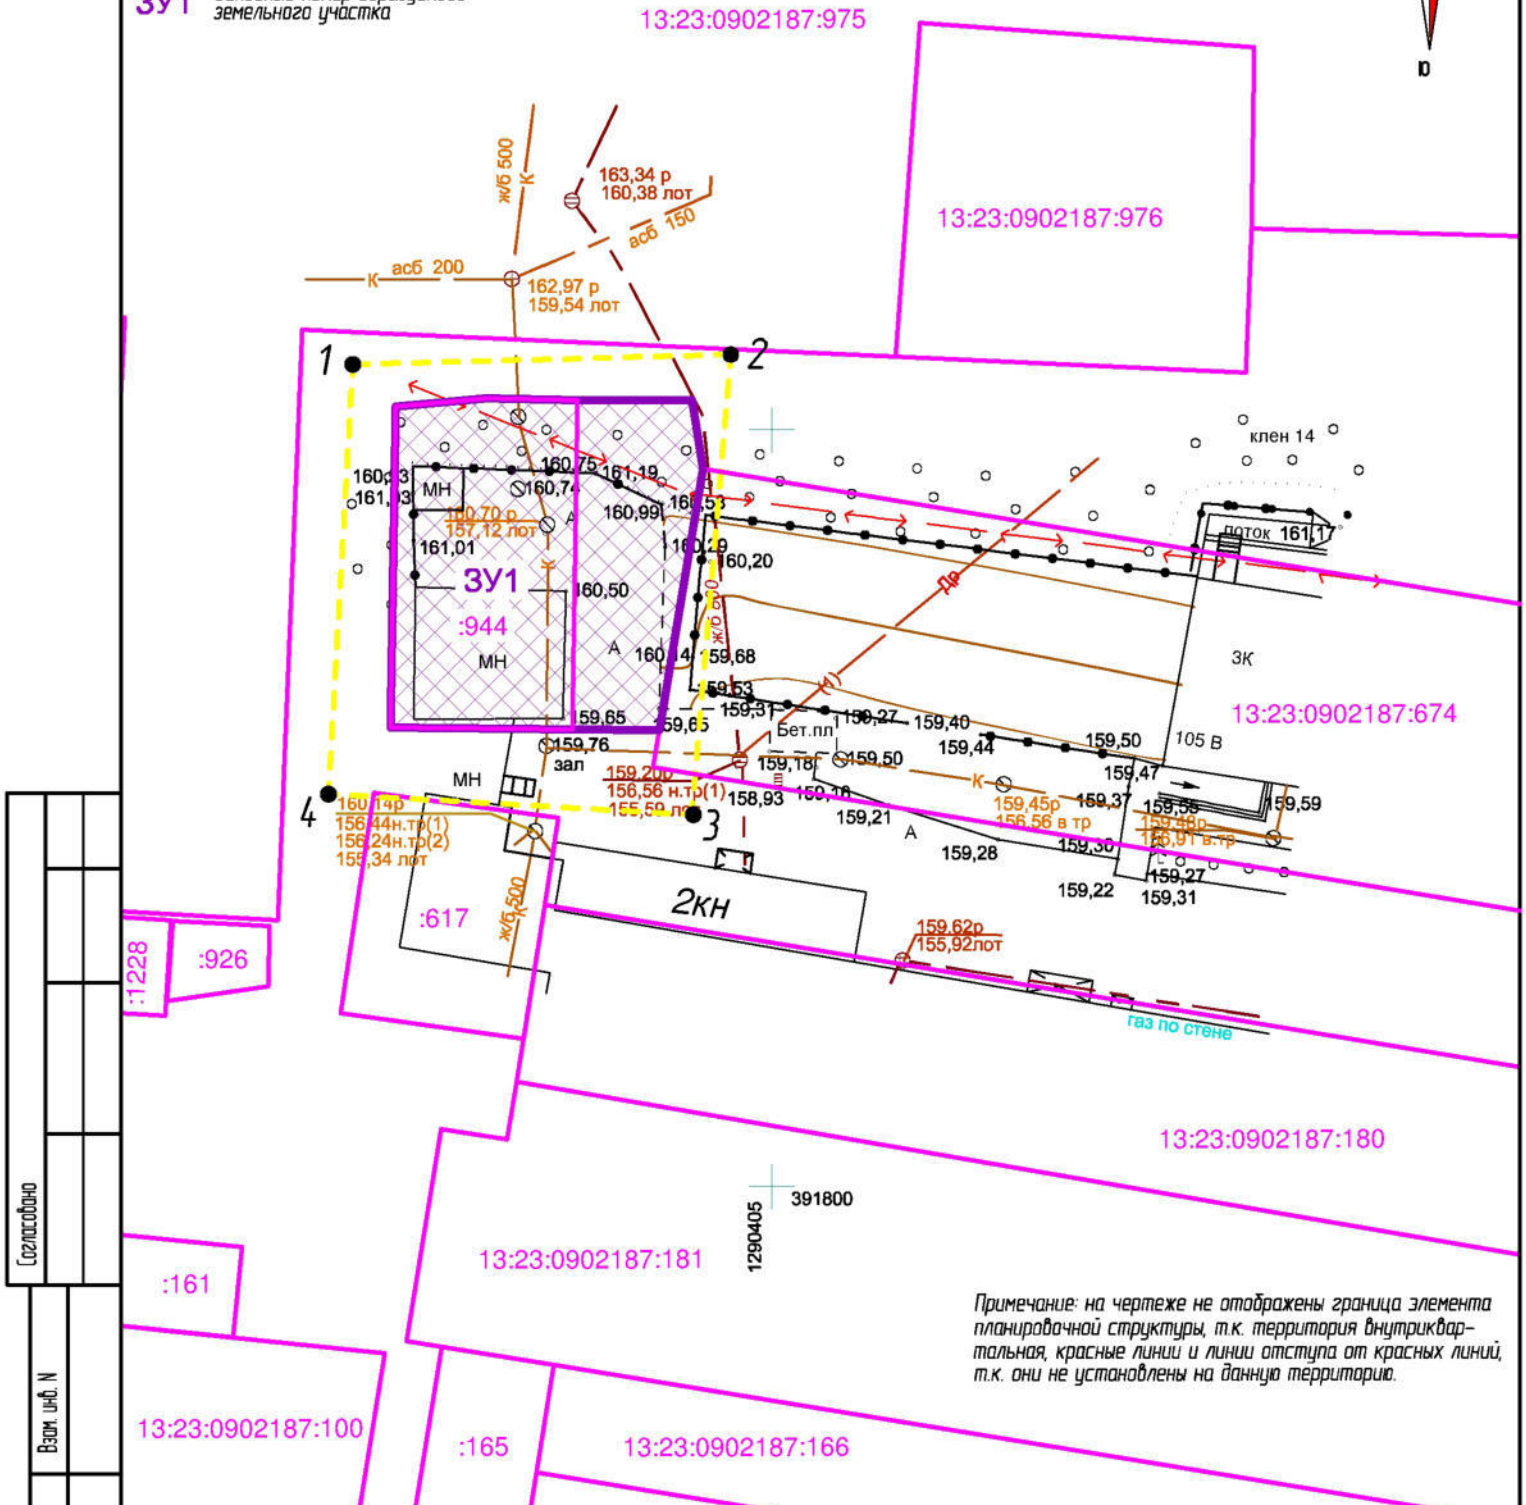 ЗУ1
земельного участка
13:23:0902187:975
Ю
ж/б 500
К
163,34 р
160,38 лот
асб 150
13:23:0902187:976
К
асб 200
162,97 р
159,54 лот
1
2
клен 14
160,75
161,19
МН
160,74
160,99
А
160,70 р
157,12 лот
161,01
160,29
160,20
поток
161,17
К
ЗУ1
160,50
Др
:944
ж/б 600
МН
А
160,14
159,68
ЗК
159,53
159,31
159,27
159,40
13:23:0902187:674
159,65
159,65
Бет.пл
159,44
159,50
105 В
159,76
зал
159,18
159,50
159,47
МН
159,20р
156,56 н.тр(1)
К
159,45р
156,56 в тр
159,37
159,55
159,59
158,93
159,21
А
3
4
160,14р
156,44н.тр(1)
156,24н.тр(2)
155,34 лот
159,28
159,30
159,22
159,27
159,31
ж/б 500
К
:617
2кн
159,62р
155,92лот
:1228
:926
газ по стене
13:23:0902187:180
391800
1290405
13:23:0902187:181
:161
Согласовано
Примечание: на чертеже не отображены граница элемента
планировочной структуры, т.к. территория внутриквар-
тальная, красные линии и линии отступа от красных линий,
т.к. они не установлены на данную территорию.
Взам. инв. N
13:23:0902187:100
:165
13:23:0902187:166